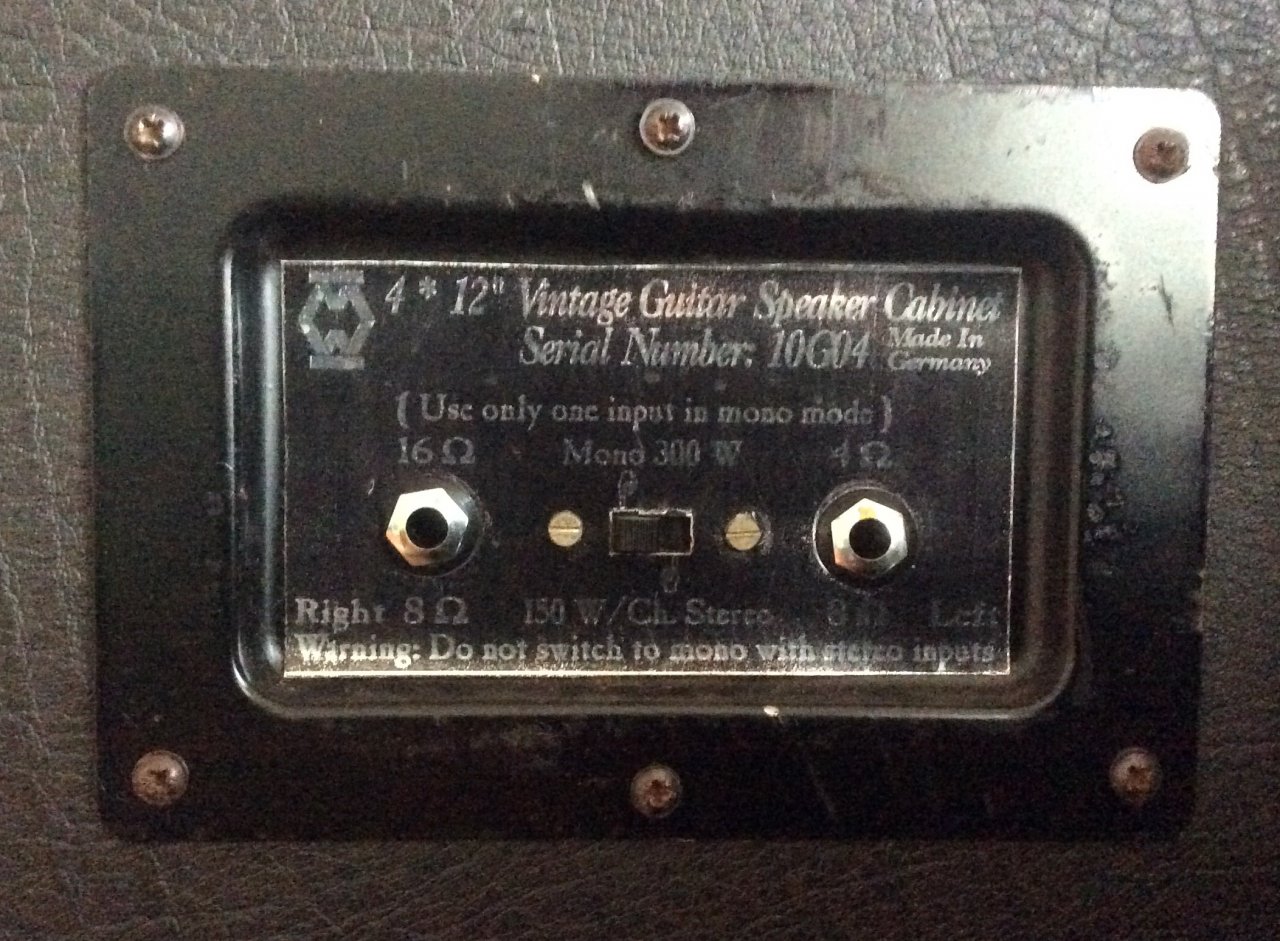 4 * 12" Vintage Guitar Speaker Cabinet
Serial Number: 10G04 Made In Germany
( Use only one input in mono mode )
16 Ω Mono 300 W 4 Ω
Right 8 Ω 150 W/Ch. Stereo 8 Ω Left
Warning: Do not switch to mono with stereo inputs